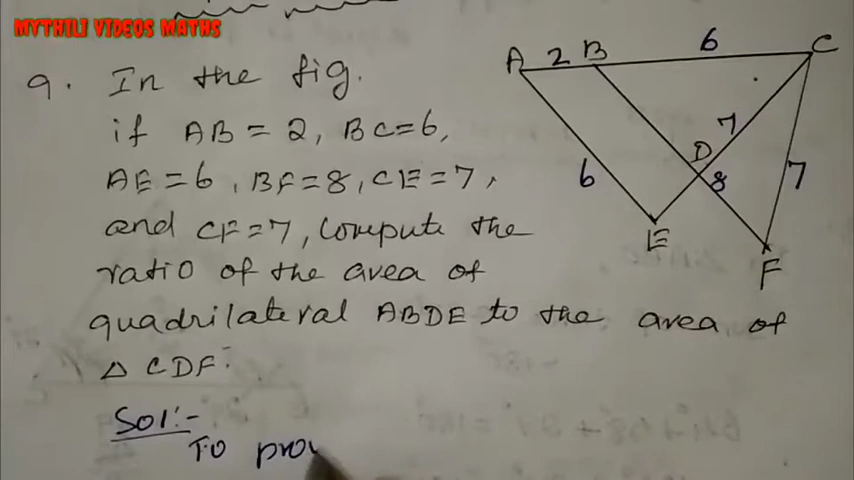 MYTHILI VIDEOS MATHS
9. In the fig.
if AB = 2, BC = 6,
AE = 6, BF = 8, CE = 7,
and CF = 7, compute the
ratio of the area of
quadrilateral ABDE to the area of
△ CDF.
Sol:-
To prov
A 2 B 6 C
7
D
6 8 7
E
F